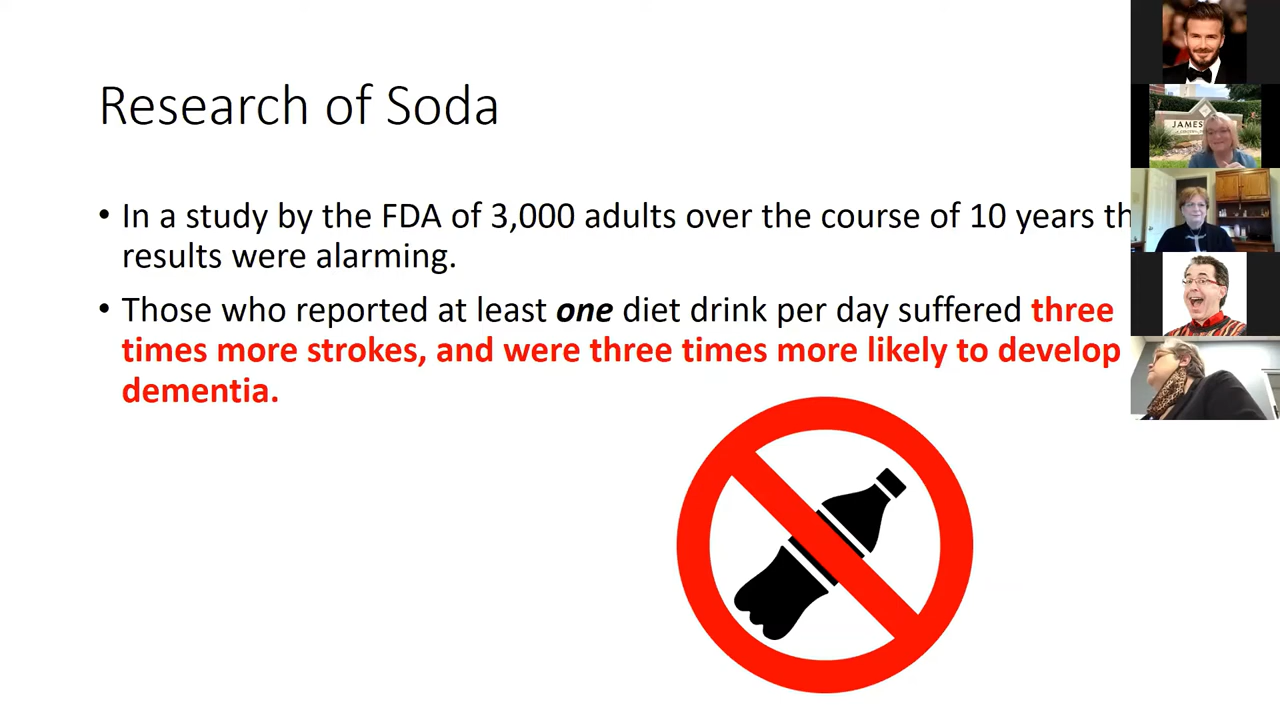 Research of Soda
• In a study by the FDA of 3,000 adults over the course of 10 years th
results were alarming.
• Those who reported at least one diet drink per day suffered three
times more strokes, and were three times more likely to develop
dementia.
JAMES